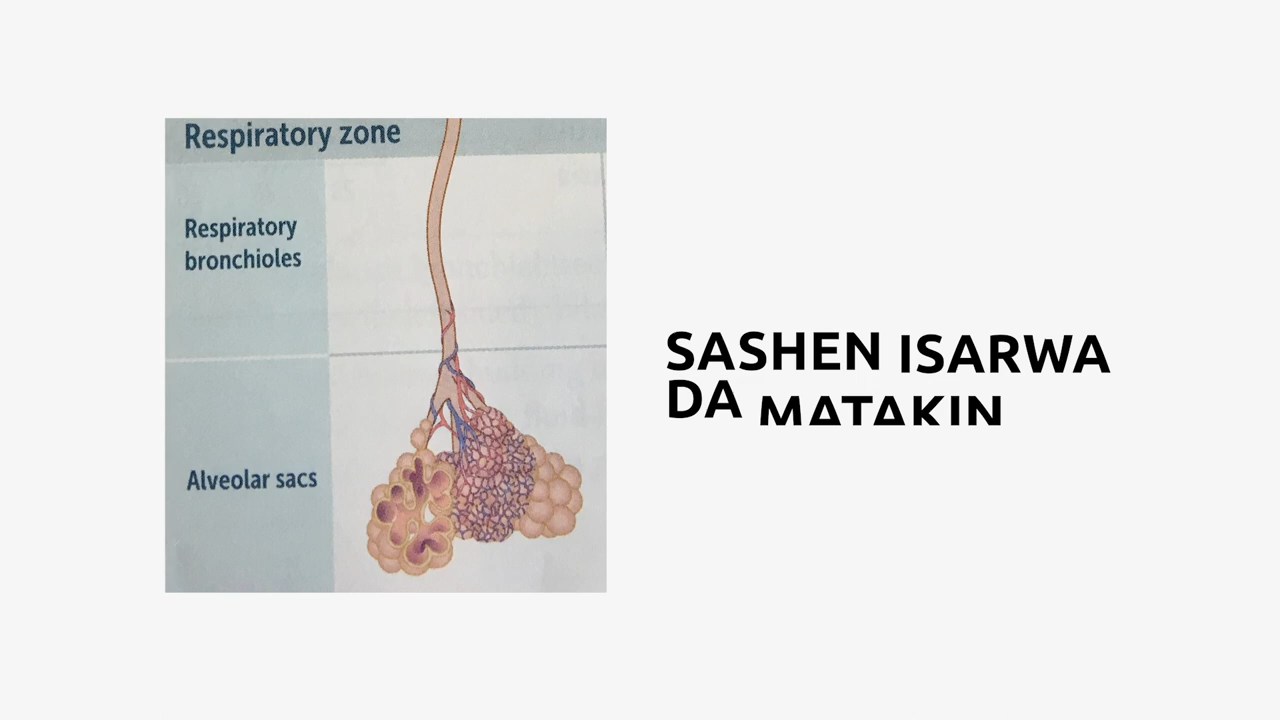 Respiratory zone
Respiratory
bronchioles
Alveolar sacs
SASHEN ISARWA
DA MATAKIN